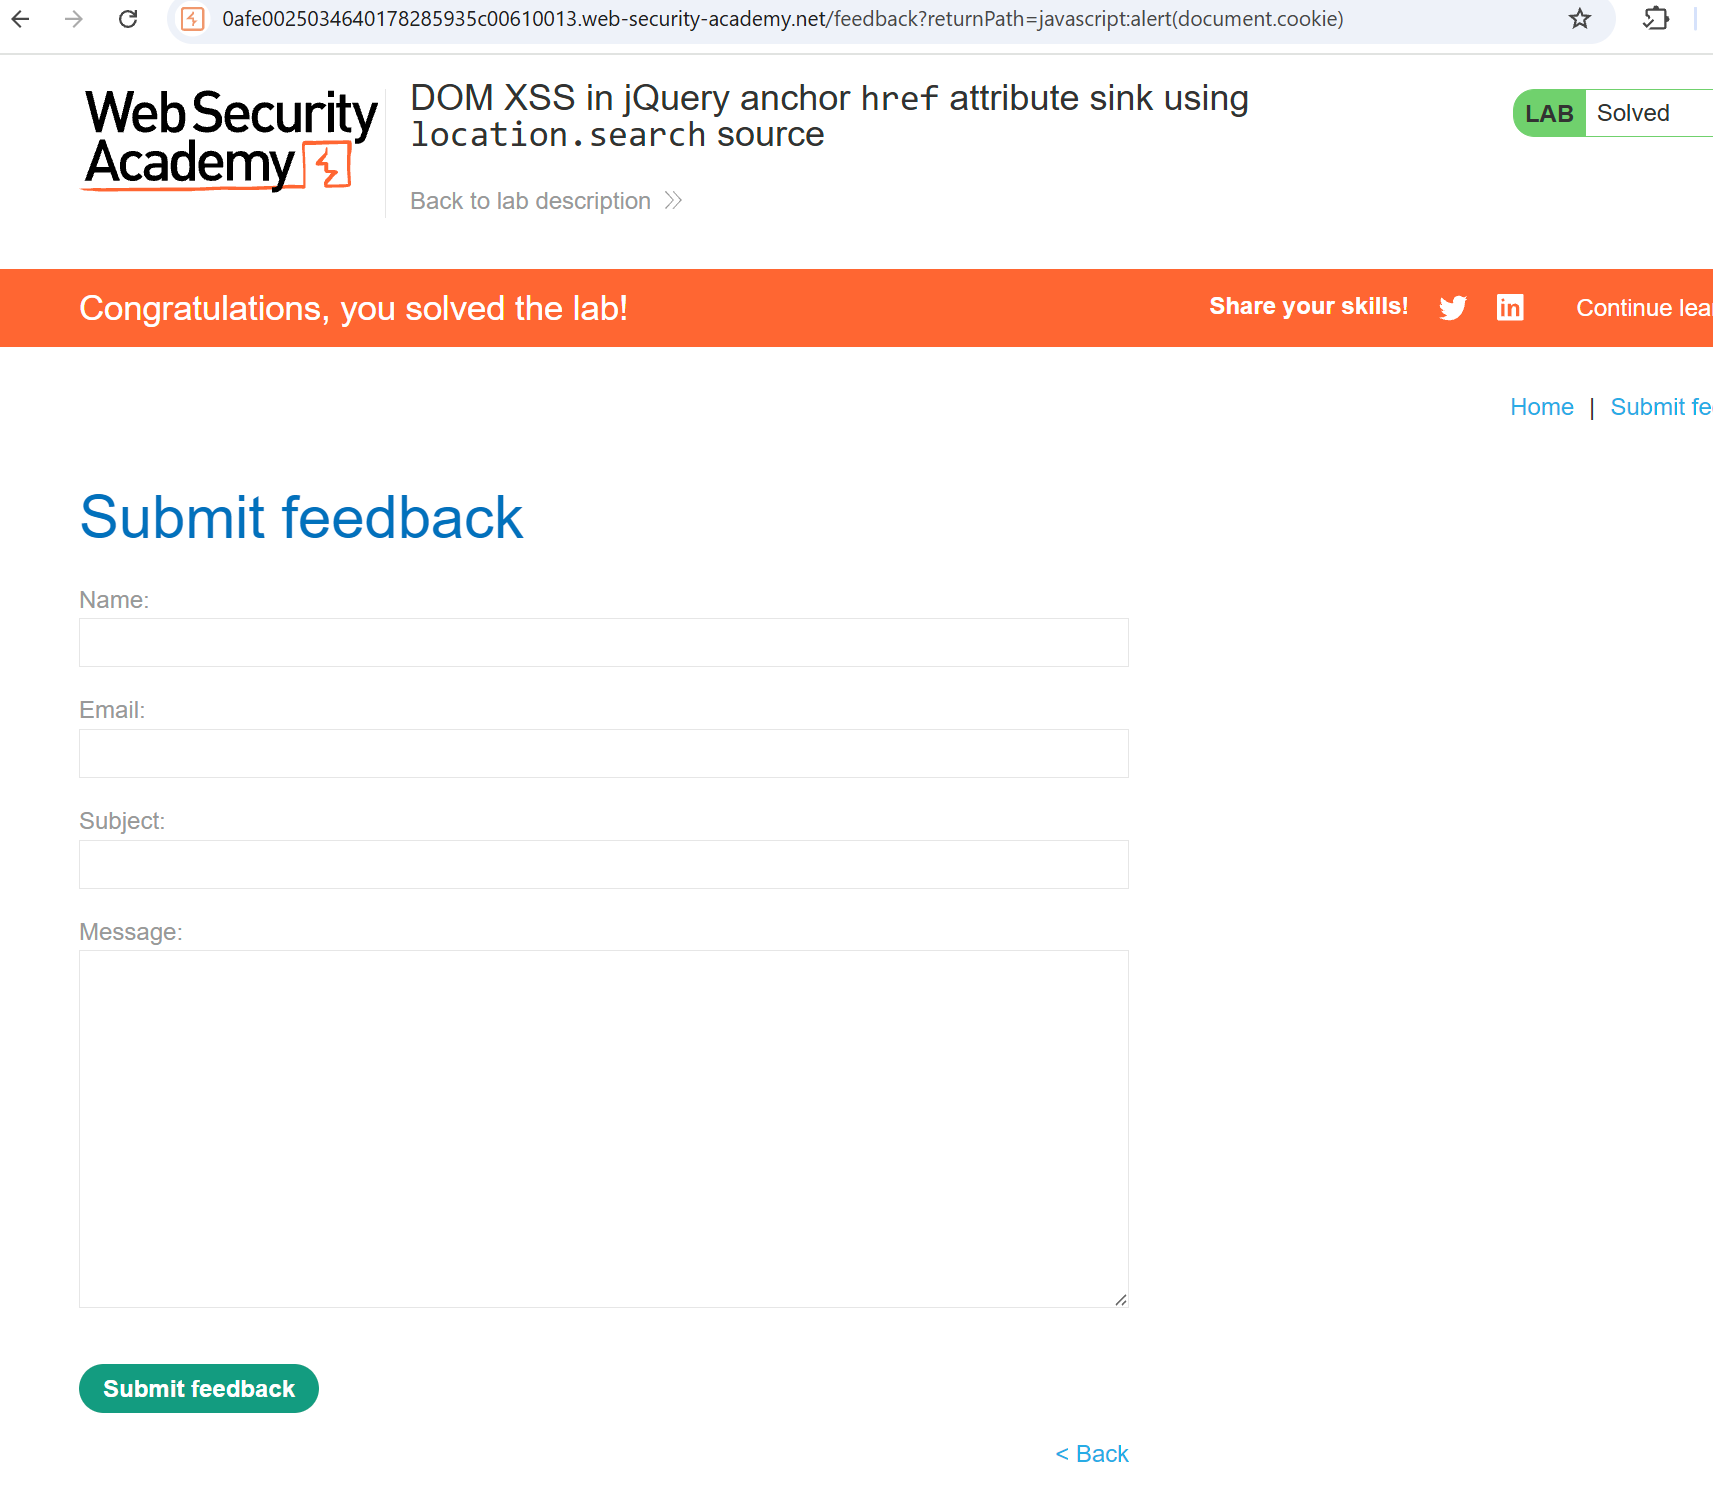 0afe0025034640178285935c00610013.web-security-academy.net/feedback?returnPath=javascript:alert(document.cookie)
Web Security
Academy
DOM XSS in jQuery anchor href attribute sink using
location.search source
Back to lab description
LAB Solved
Congratulations, you solved the lab!
Share your skills!
Continue lea
Home | Submit fe
Submit feedback
Name:
Email:
Subject:
Message:
Submit feedback
< Back